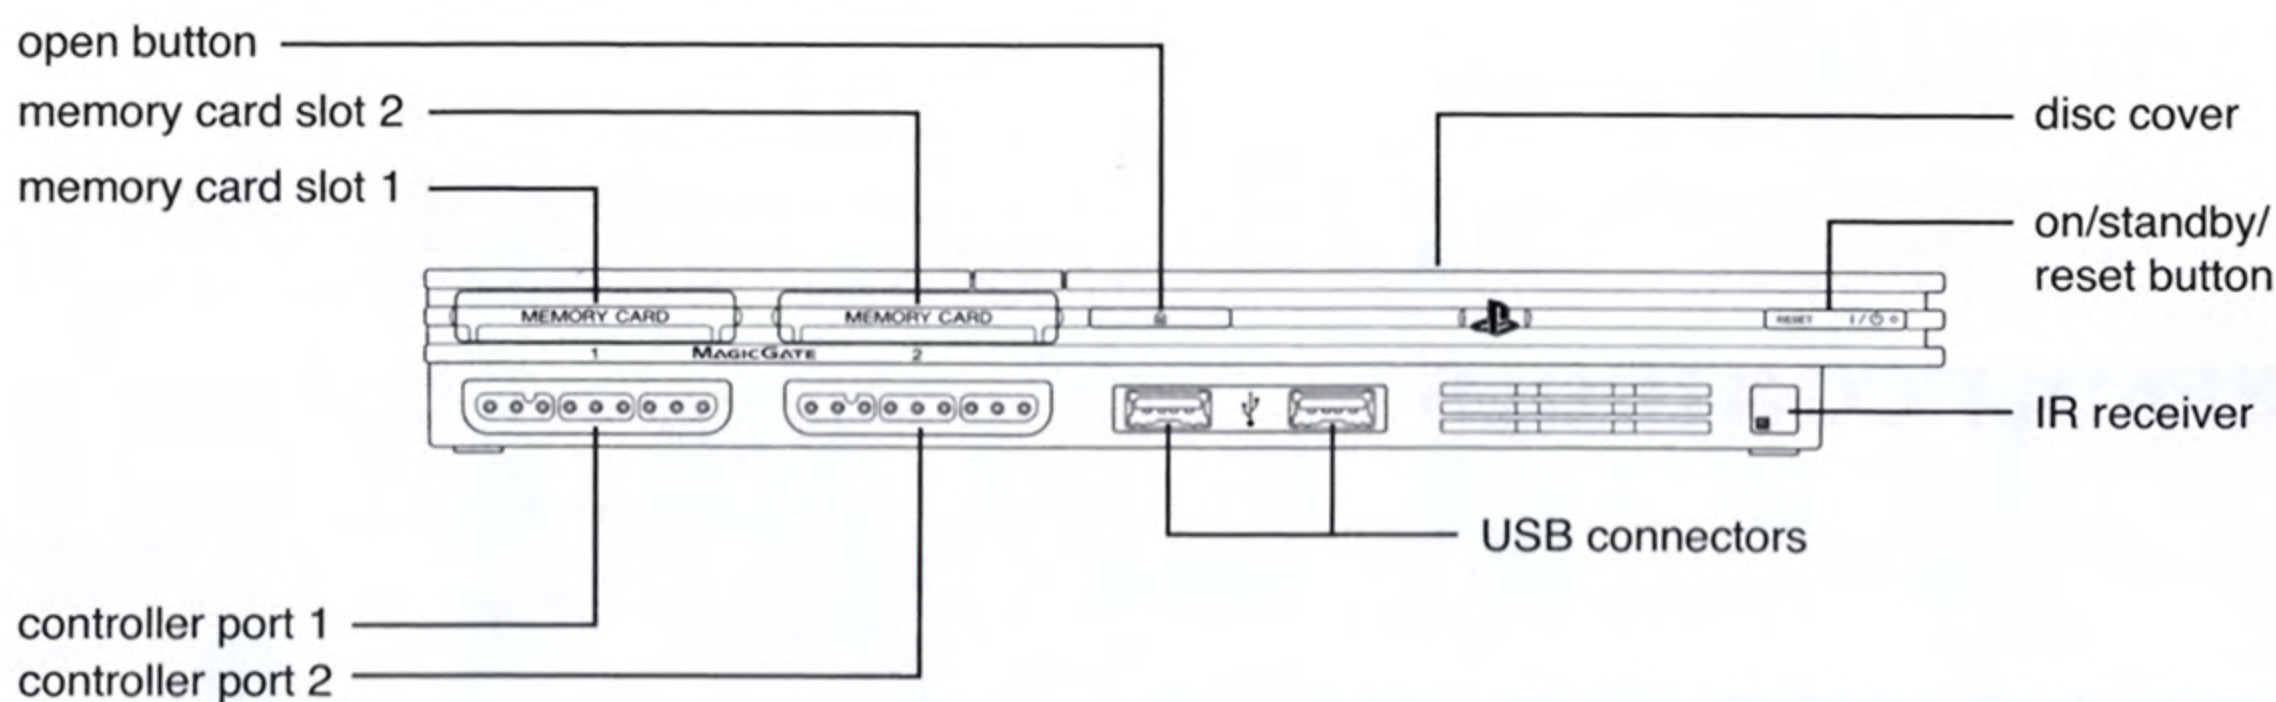 open button
memory card slot 2
memory card slot 1
disc cover
on/standby/
reset button
MEMORY CARD
MEMORY CARD
RESET
1
MAGICGATE
2
IR receiver
USB connectors
controller port 1
controller port 2